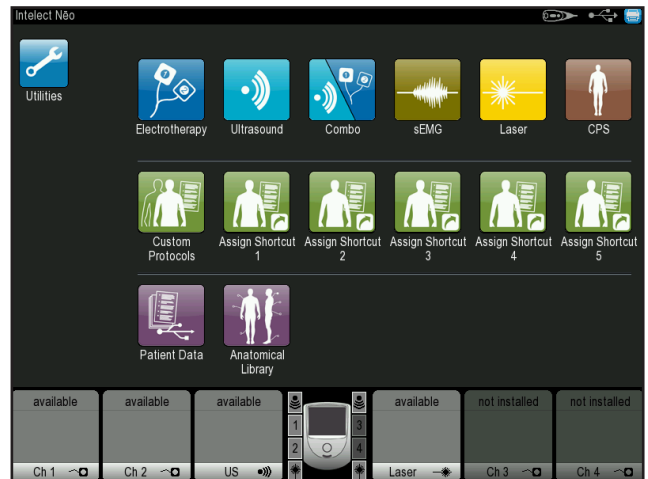 Intelect Nēo
Utilities
Electrotherapy Ultrasound Combo sEMG Laser CPS
Custom Protocols
Assign Shortcut 1
Assign Shortcut 2
Assign Shortcut 3
Assign Shortcut 4
Assign Shortcut 5
Patient Data
Anatomical Library
available available available available not installed not installed
1 3
2 4
Ch 1 Ch 2 US Laser Ch 3 Ch 4